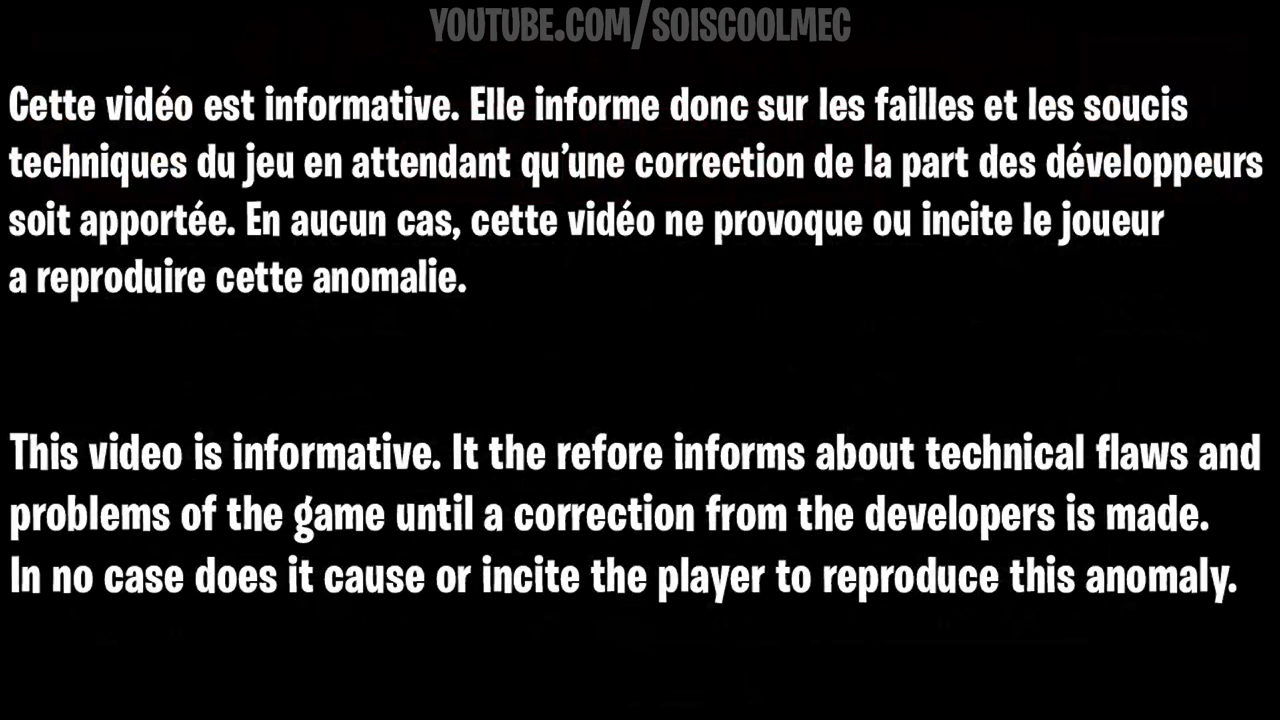 YOUTUBE.COM/SOISCOOLMEC
Cette vidéo est informative. Elle informe donc sur les failles et les soucis
techniques du jeu en attendant qu'une correction de la part des développeurs
soit apportée. En aucun cas, cette vidéo ne provoque ou incite le joueur
a reproduire cette anomalie.
This video is informative. It the refore informs about technical flaws and
problems of the game until a correction from the developers is made.
In no case does it cause or incite the player to reproduce this anomaly.